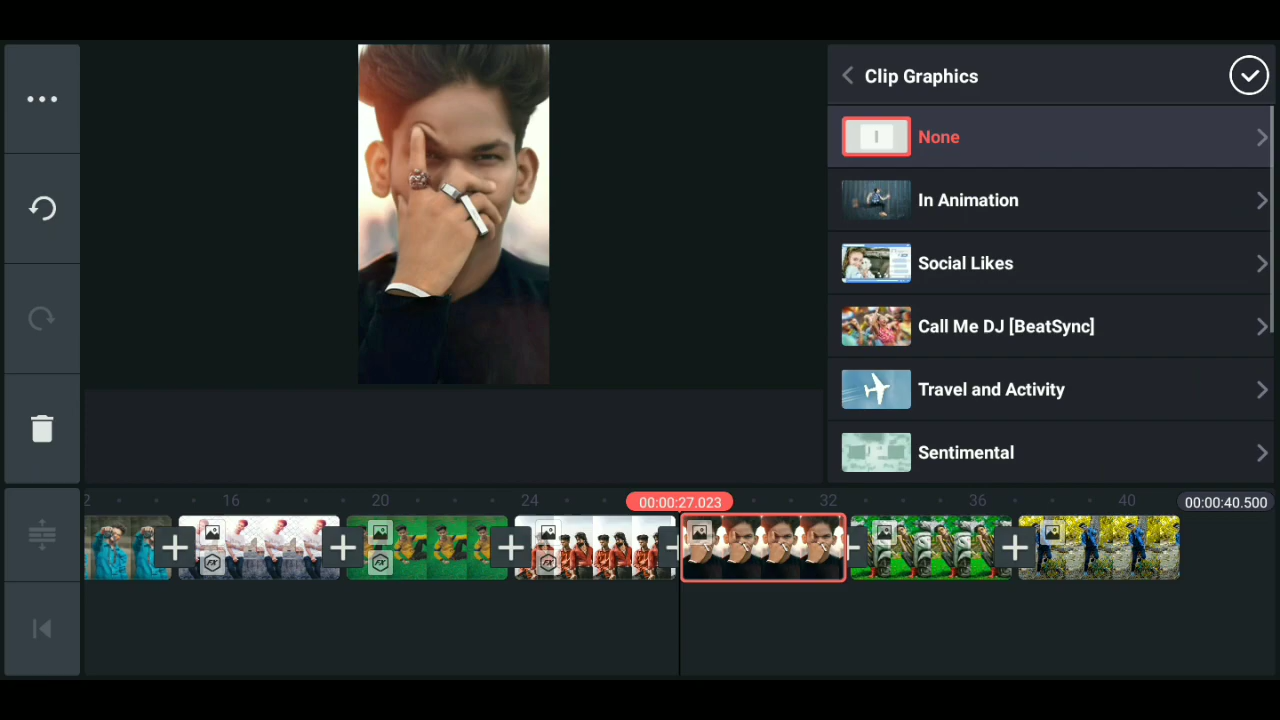 Clip Graphics
None
In Animation
Social Likes
Call Me DJ [BeatSync]
Travel and Activity
Sentimental
2 16 20 24 00:00:27.023 32 36 40 00:00:40.500